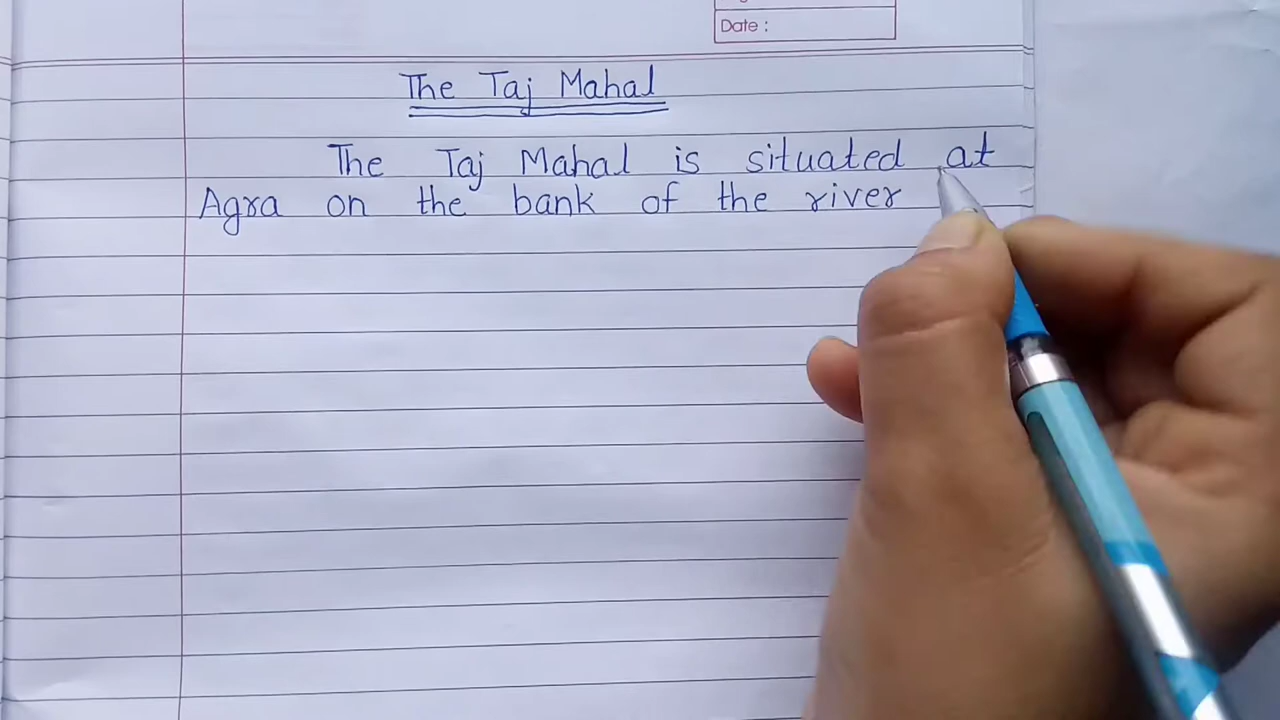 Date :
The Taj Mahal
The Taj Mahal is situated at
Agra on the bank of the river